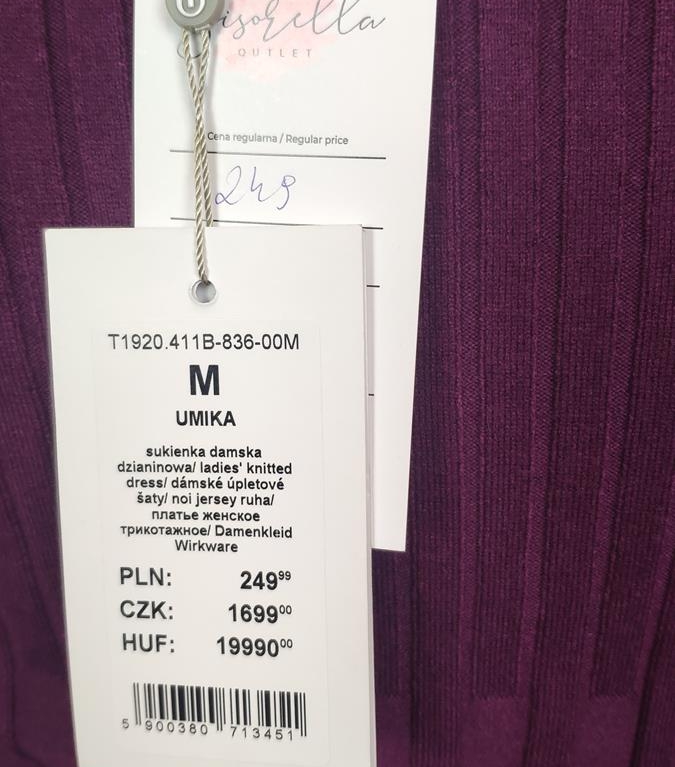 OUTLET
Cena regularna / Regular price
249
T1920.411B-836-00M
M
UMIKA
sukienka damska
dzianinowa/ ladies' knitted
dress/ dámské úpletové
šaty/ noi jersey ruha/
платье женское
трикотажное/ Damenkleid
Wirkware
PLN: 249⁹⁹
CZK: 1699⁰⁰
HUF: 19990⁰⁰
5 900380 713451